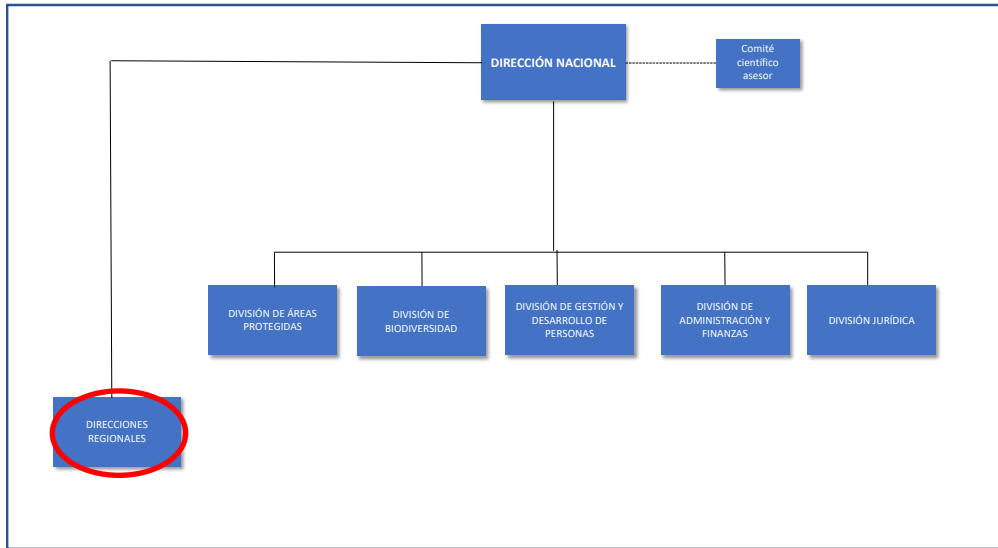 DIRECCIÓN NACIONAL
Comité
científico
asesor
DIVISIÓN DE ÁREAS
PROTEGIDAS
DIVISIÓN DE
BIODIVERSIDAD
DIVISIÓN DE GESTIÓN Y
DESARROLLO DE
PERSONAS
DIVISIÓN DE
ADMINISTRACIÓN Y
FINANZAS
DIVISIÓN JURÍDICA
DIRECCIONES
REGIONALES